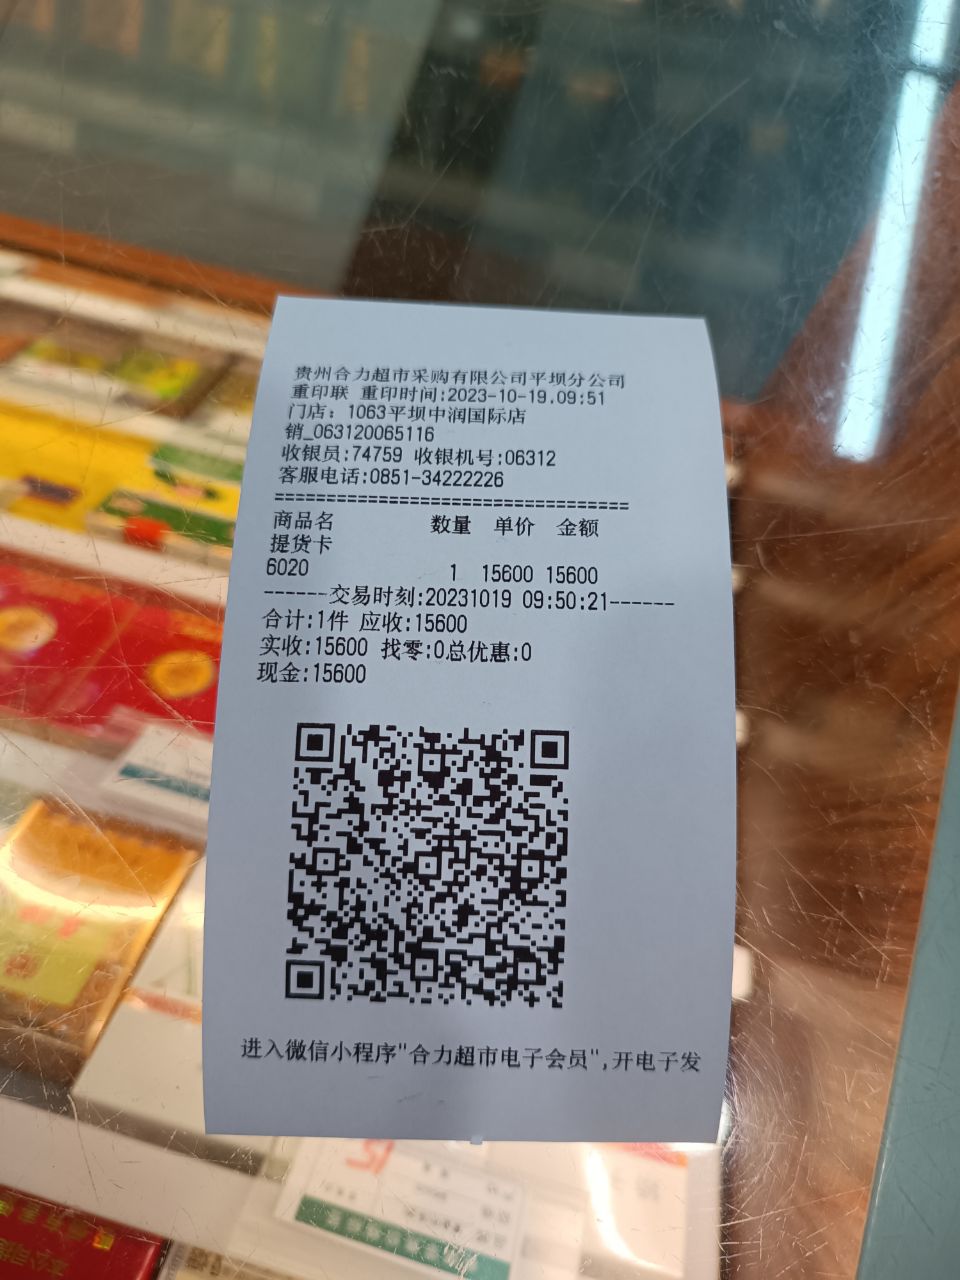 贵州合力超市采购有限公司平坝分公司
重印联 重印时间:2023-10-19.09:51
门店: 1063平坝中润国际店
销_063120065116
收银员:74759 收银机号:06312
客服电话:0851-34222226
==================================
商品名 数量 单价 金额
提货卡
6020 1 15600 15600
------交易时刻:20231019 09:50:21------
合计:1件 应收:15600
实收:15600 找零:0总优惠:0
现金:15600
进入微信小程序"合力超市电子会员",开电子发